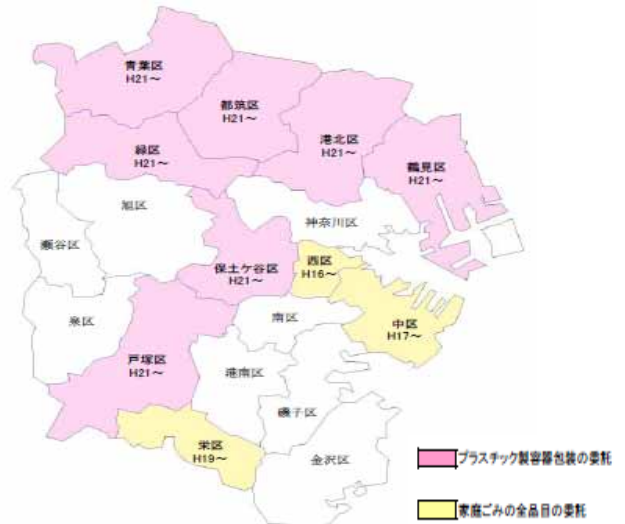 青葉区
H21～
都筑区
H21～
港北区
H21～
緑区
H21～
鶴見区
H21～
旭区
神奈川区
瀬谷区
保土ケ谷区
H21～
西区
H16～
泉区
南区
中区
H17～
戸塚区
H21～
港南区
磯子区
栄区
H19～
金沢区
プラスチック製容器包装の委託
家庭ごみの全品目の委託